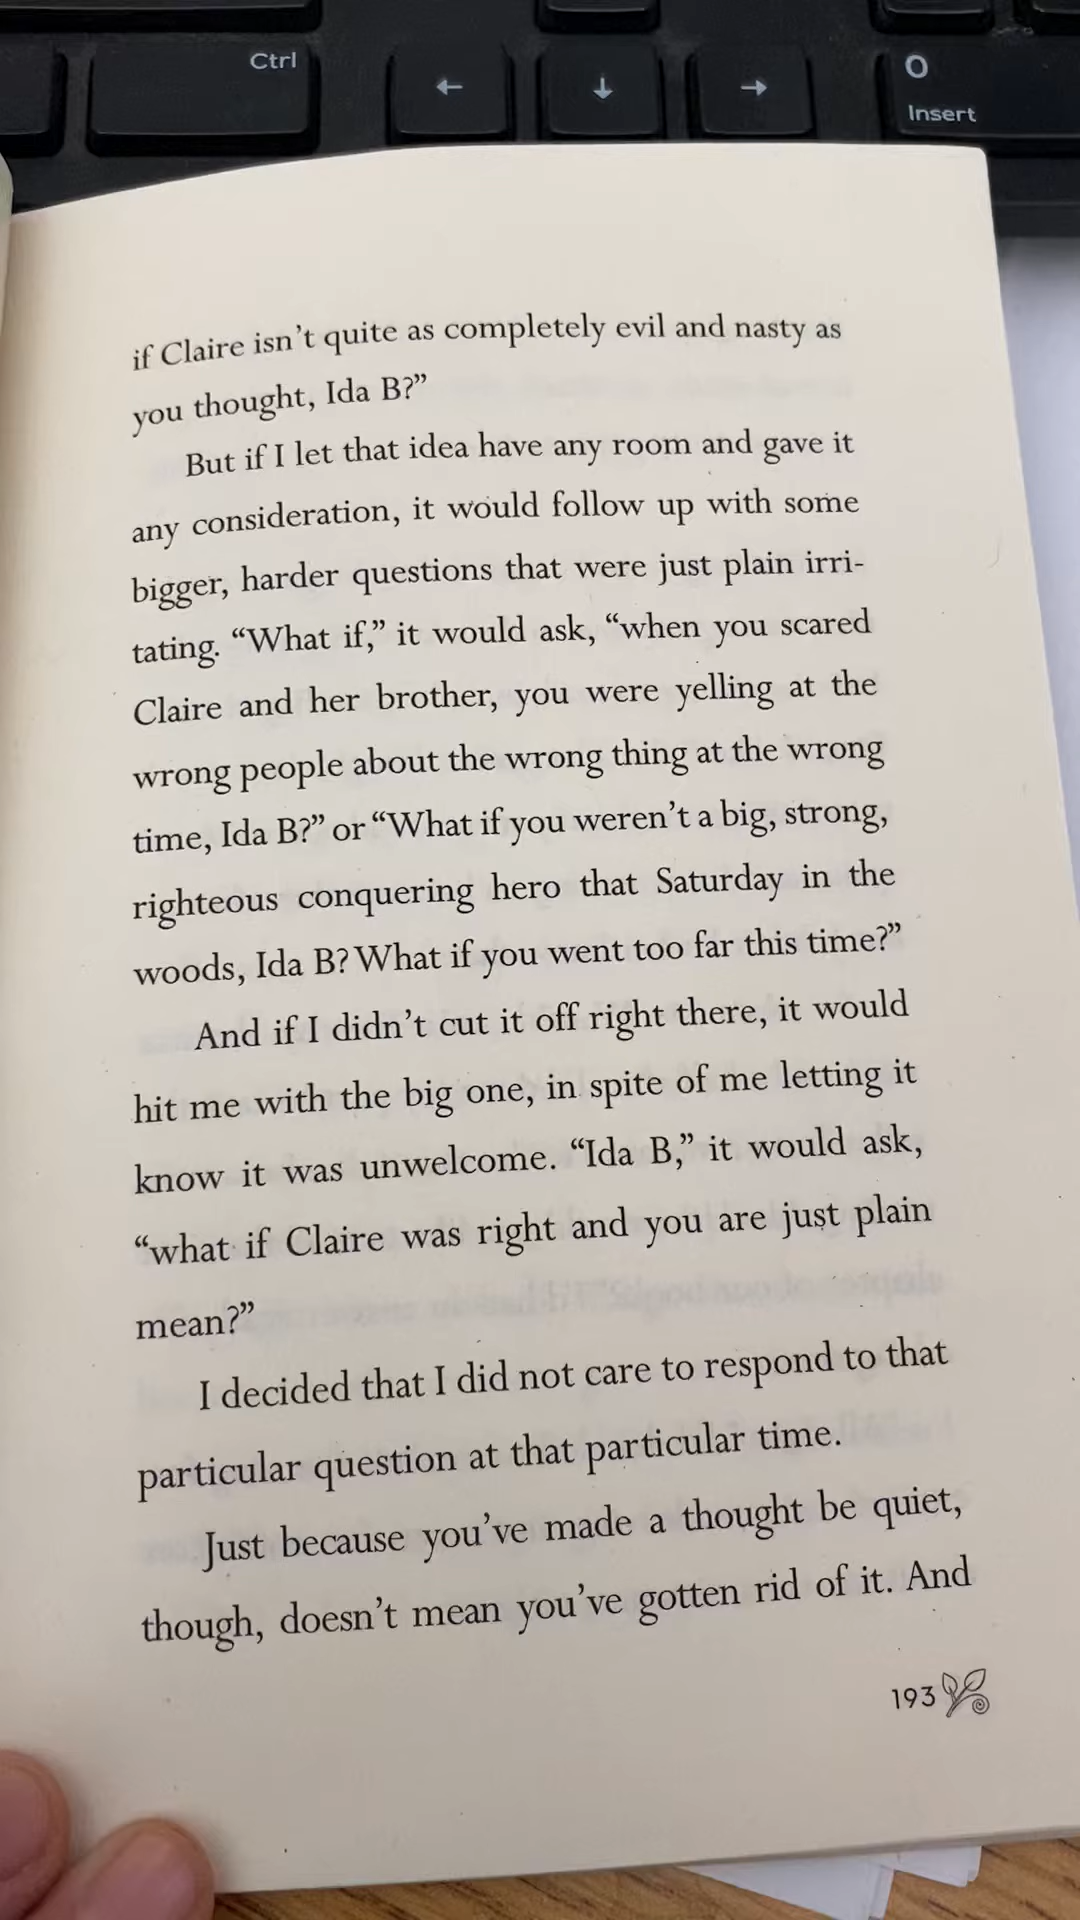 Ctrl
←
↓
→
0
Insert
if Claire isn’t quite as completely evil and nasty as
you thought, Ida B?”
But if I let that idea have any room and gave it
any consideration, it would follow up with some
bigger, harder questions that were just plain irri-
tating. “What if,” it would ask, “when you scared
Claire and her brother, you were yelling at the
wrong people about the wrong thing at the wrong
time, Ida B?” or “What if you weren’t a big, strong,
righteous conquering hero that Saturday in the
woods, Ida B? What if you went too far this time?”
And if I didn’t cut it off right there, it would
hit me with the big one, in spite of me letting it
know it was unwelcome. “Ida B,” it would ask,
“what if Claire was right and you are just plain
mean?”
I decided that I did not care to respond to that
particular question at that particular time.
Just because you’ve made a thought be quiet,
though, doesn’t mean you’ve gotten rid of it. And
193